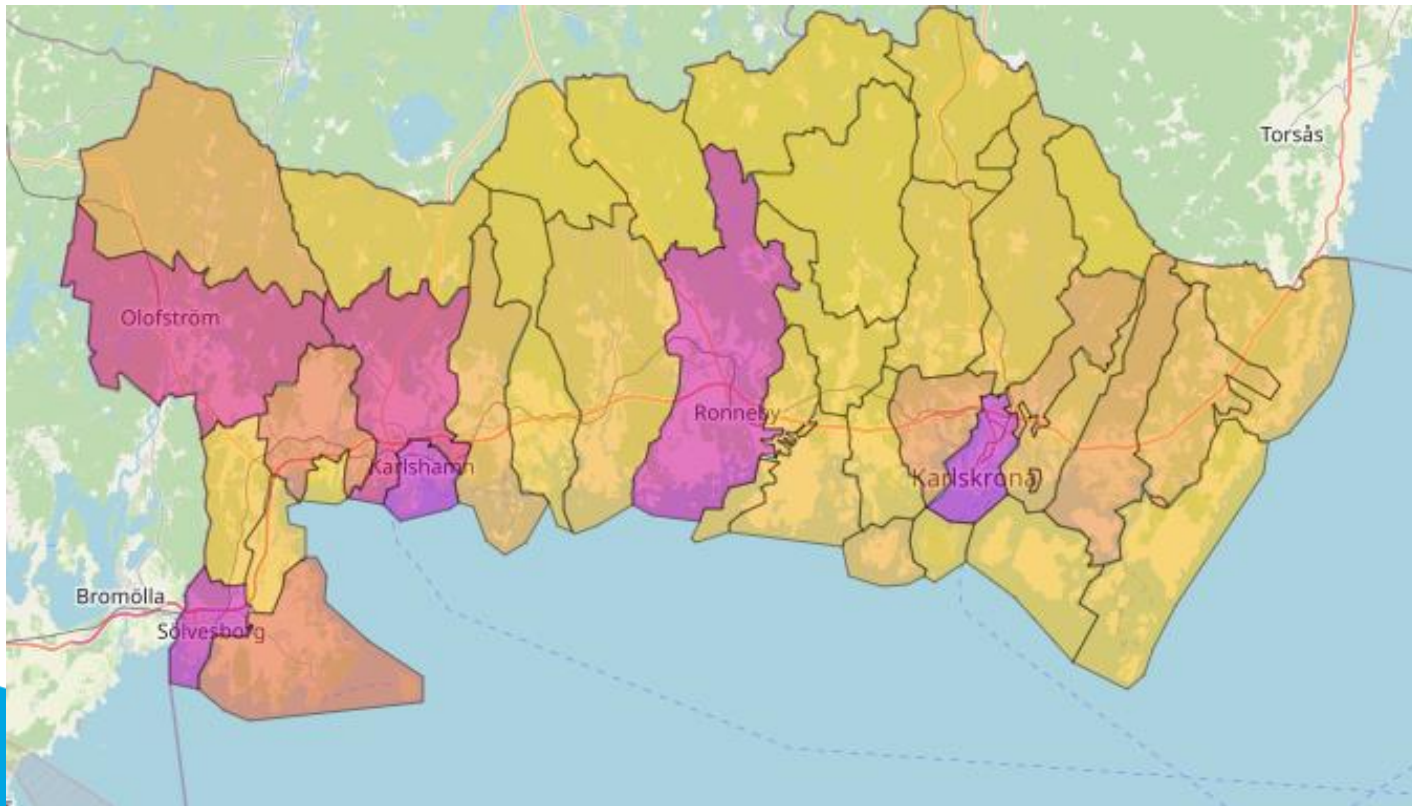 Torsås
Olofström
Ronneby
Karlshamn
Karlskrona
Bromölla
Sölvesborg